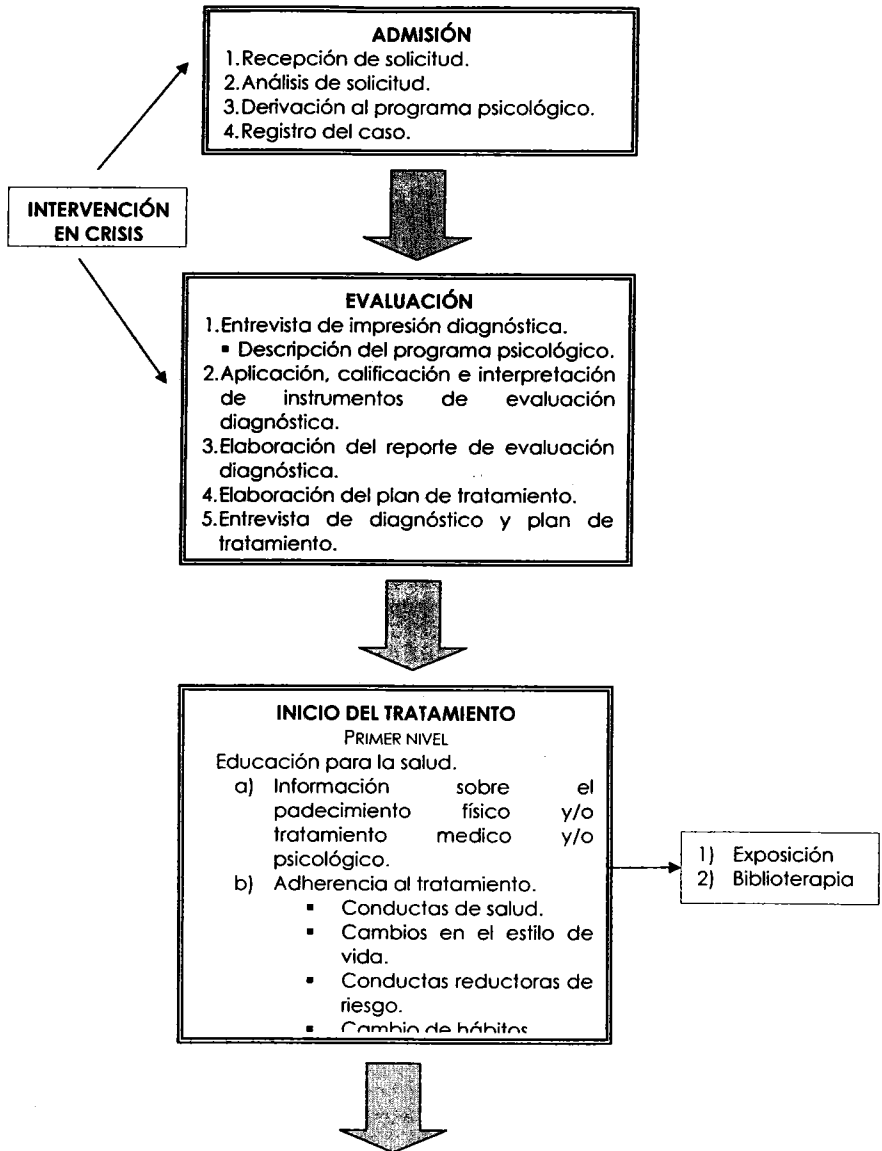 ADMISIÓN
1.Recepción de solicitud.
2.Análisis de solicitud.
3.Derivación al programa psicológico.
4.Registro del caso.
INTERVENCIÓN
EN CRISIS
EVALUACIÓN
1.Entrevista de impresión diagnóstica.
▪ Descripción del programa psicológico.
2.Aplicación, calificación e interpretación
de instrumentos de evaluación
diagnóstica.
3.Elaboración del reporte de evaluación
diagnóstica.
4.Elaboración del plan de tratamiento.
5.Entrevista de diagnóstico y plan de
tratamiento.
INICIO DEL TRATAMIENTO
PRIMER NIVEL
Educación para la salud.
a) Información sobre el
padecimiento físico y/o
tratamiento medico y/o
psicológico.
b) Adherencia al tratamiento.
▪ Conductas de salud.
▪ Cambios en el estilo de
vida.
▪ Conductas reductoras de
riesgo.
▪ Cambio de hábitos
1) Exposición
2) Biblioterapia